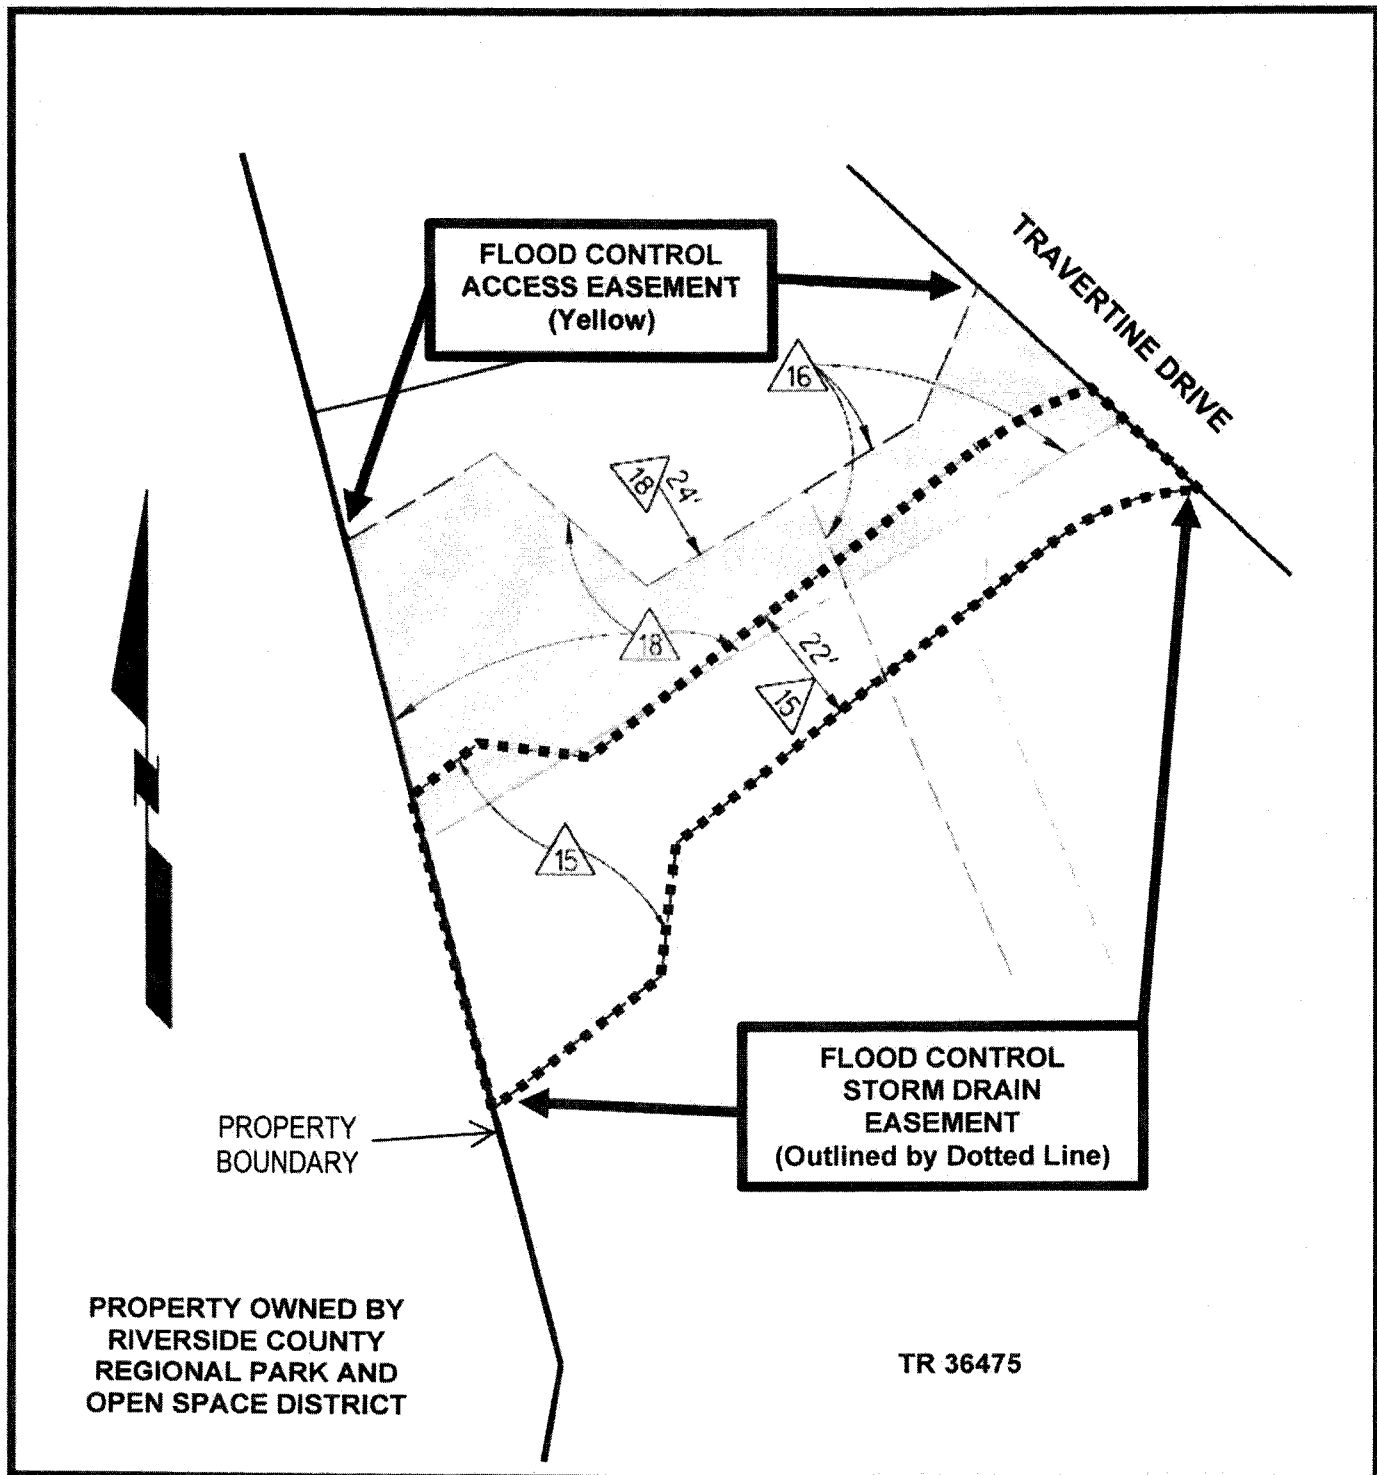 FLOOD CONTROL
ACCESS EASEMENT
(Yellow)
TRAVERTINE DRIVE
16
18
24'
18
22'
15
15
FLOOD CONTROL
STORM DRAIN
EASEMENT
(Outlined by Dotted Line)
PROPERTY
BOUNDARY
PROPERTY OWNED BY
RIVERSIDE COUNTY
REGIONAL PARK AND
OPEN SPACE DISTRICT
TR 36475
N